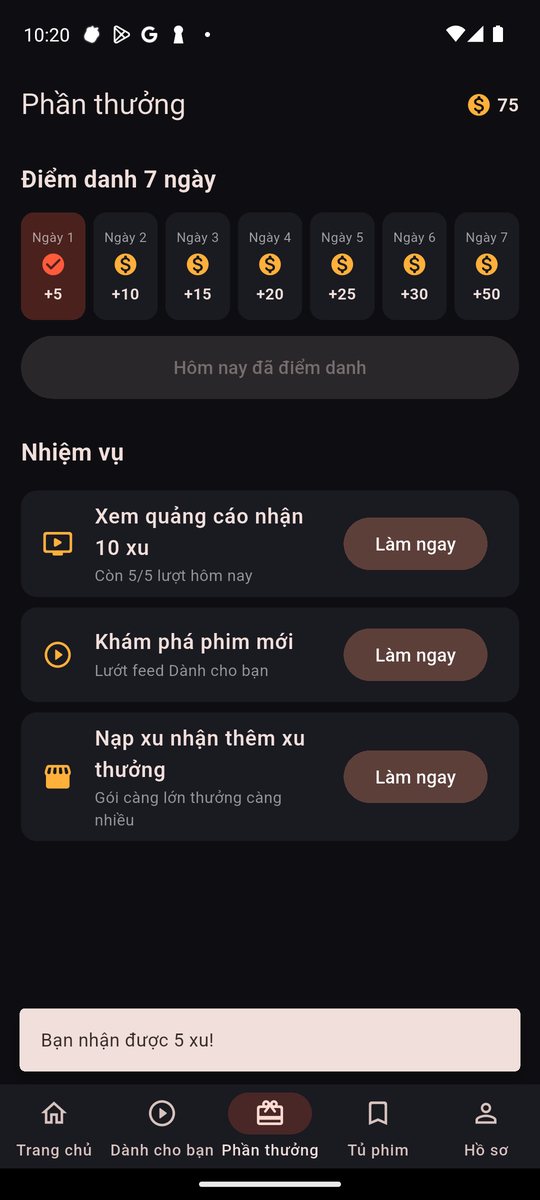 10:20
Phần thưởng
75
Điểm danh 7 ngày
Ngày 1 Ngày 2 Ngày 3 Ngày 4 Ngày 5 Ngày 6 Ngày 7
+5 +10 +15 +20 +25 +30 +50
Hôm nay đã điểm danh
Nhiệm vụ
Xem quảng cáo nhận
10 xu
Còn 5/5 lượt hôm nay
Làm ngay
Khám phá phim mới
Lướt feed Dành cho bạn
Làm ngay
Nạp xu nhận thêm xu
thưởng
Gói càng lớn thưởng càng
nhiều
Làm ngay
Bạn nhận được 5 xu!
Trang chủ Dành cho bạn Phần thưởng Tủ phim Hồ sơ